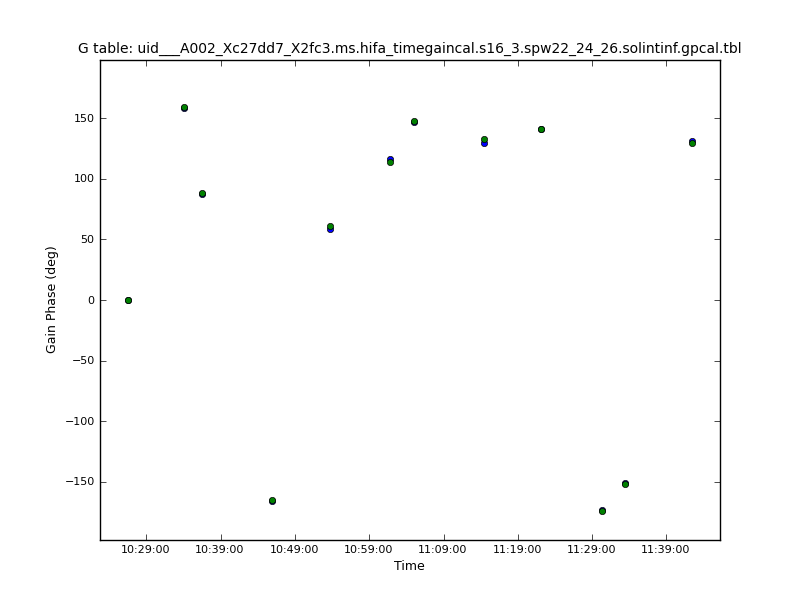 G table: uid___A002_Xc27dd7_X2fc3.ms.hifa_timegaincal.s16_3.spw22_24_26.solintinf.gpcal.tbl
150
100
50
0
−50
−100
−150
Gain Phase (deg)
10:29:00 10:39:00 10:49:00 10:59:00 11:09:00 11:19:00 11:29:00 11:39:00
Time